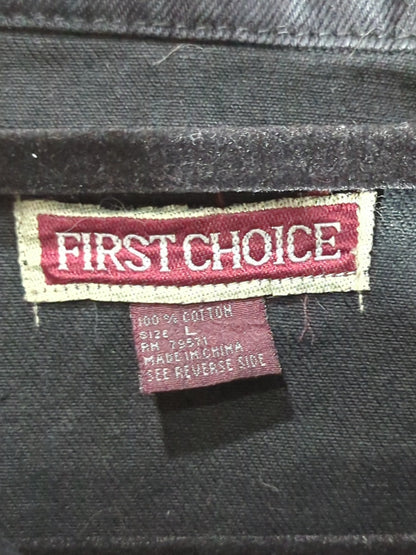 FIRST CHOICE
100% COTTON
SIZE L
RN 79571
MADE IN CHINA
SEE REVERSE SIDE